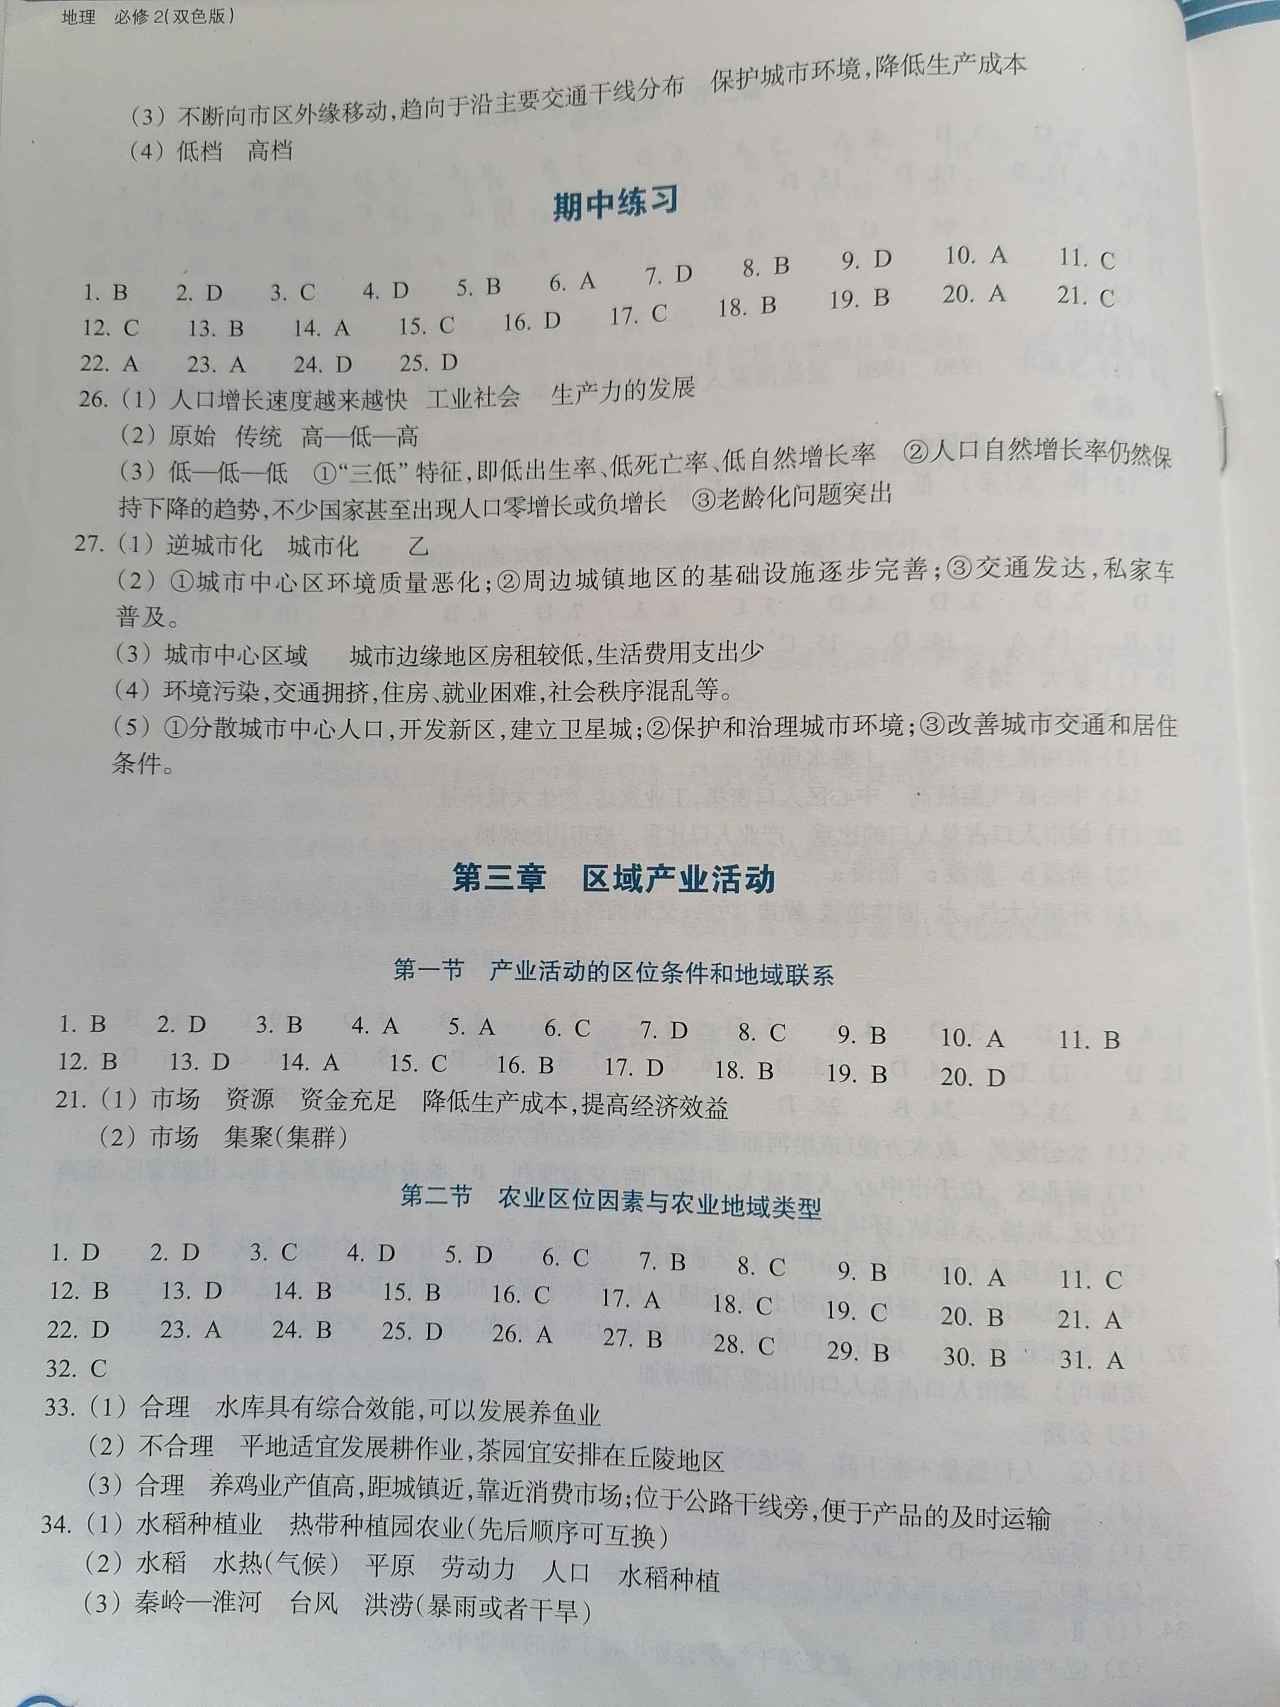 地理　必修2(双色版)
(3) 不断向市区外缘移动,趋向于沿主要交通干线分布　保护城市环境,降低生产成本
(4) 低档　高档
期中练习
1. B　2. D　3. C　4. D　5. B　6. A　7. D　8. B　9. D　10. A　11. C
12. C　13. B　14. A　15. C　16. D　17. C　18. B　19. B　20. A　21. C
22. A　23. A　24. D　25. D
26. (1) 人口增长速度越来越快　工业社会　生产力的发展
(2) 原始　传统　高—低—高
(3) 低—低—低　①“三低”特征,即低出生率、低死亡率、低自然增长率　②人口自然增长率仍然保
持下降的趋势,不少国家甚至出现人口零增长或负增长　③老龄化问题突出
27. (1) 逆城市化　城市化　　乙
(2) ①城市中心区环境质量恶化;②周边城镇地区的基础设施逐步完善;③交通发达,私家车
普及。
(3) 城市中心区域　　城市边缘地区房租较低,生活费用支出少
(4) 环境污染,交通拥挤,住房、就业困难,社会秩序混乱等。
(5) ①分散城市中心人口,开发新区,建立卫星城;②保护和治理城市环境;③改善城市交通和居住
条件。
第三章　区域产业活动
第一节　产业活动的区位条件和地域联系
1. B　2. D　3. B　4. A　5. A　6. C　7. D　8. C　9. B　10. A　11. B
12. B　13. D　14. A　15. C　16. B　17. D　18. B　19. B　20. D
21. (1) 市场　资源　资金充足　降低生产成本,提高经济效益
(2) 市场　集聚(集群)
第二节　农业区位因素与农业地域类型
1. D　2. D　3. C　4. D　5. D　6. C　7. B　8. C　9. B　10. A　11. C
12. B　13. D　14. B　15. B　16. C　17. A　18. C　19. C　20. B　21. A
22. D　23. A　24. B　25. D　26. A　27. B　28. C　29. B　30. B　31. A
32. C
33. (1) 合理　水库具有综合效能,可以发展养鱼业
(2) 不合理　平地适宜发展耕作业,茶园宜安排在丘陵地区
(3) 合理　养鸡业产值高,距城镇近,靠近消费市场;位于公路干线旁,便于产品的及时运输
34. (1) 水稻种植业　热带种植园农业(先后顺序可互换)
(2) 水稻　水热(气候)　平原　劳动力　人口　水稻种植
(3) 秦岭—淮河　台风　洪涝(暴雨或者干旱)